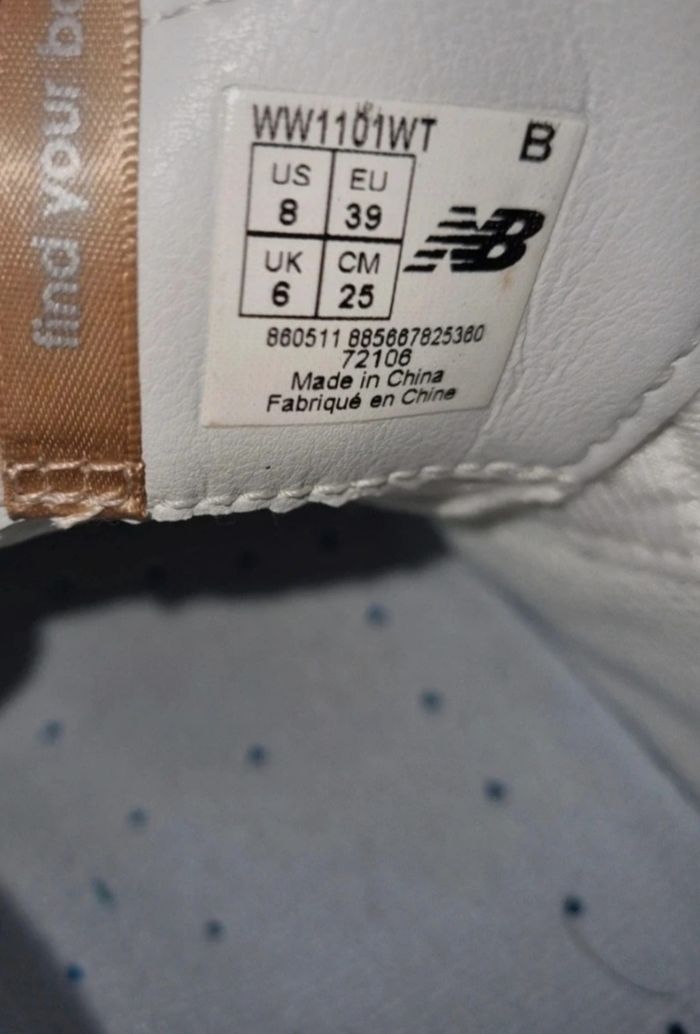 find your
WW1101WT B
US EU
8 39
UK CM
6 25
NB
860511 885667825360
72106
Made in China
Fabriqué en Chine